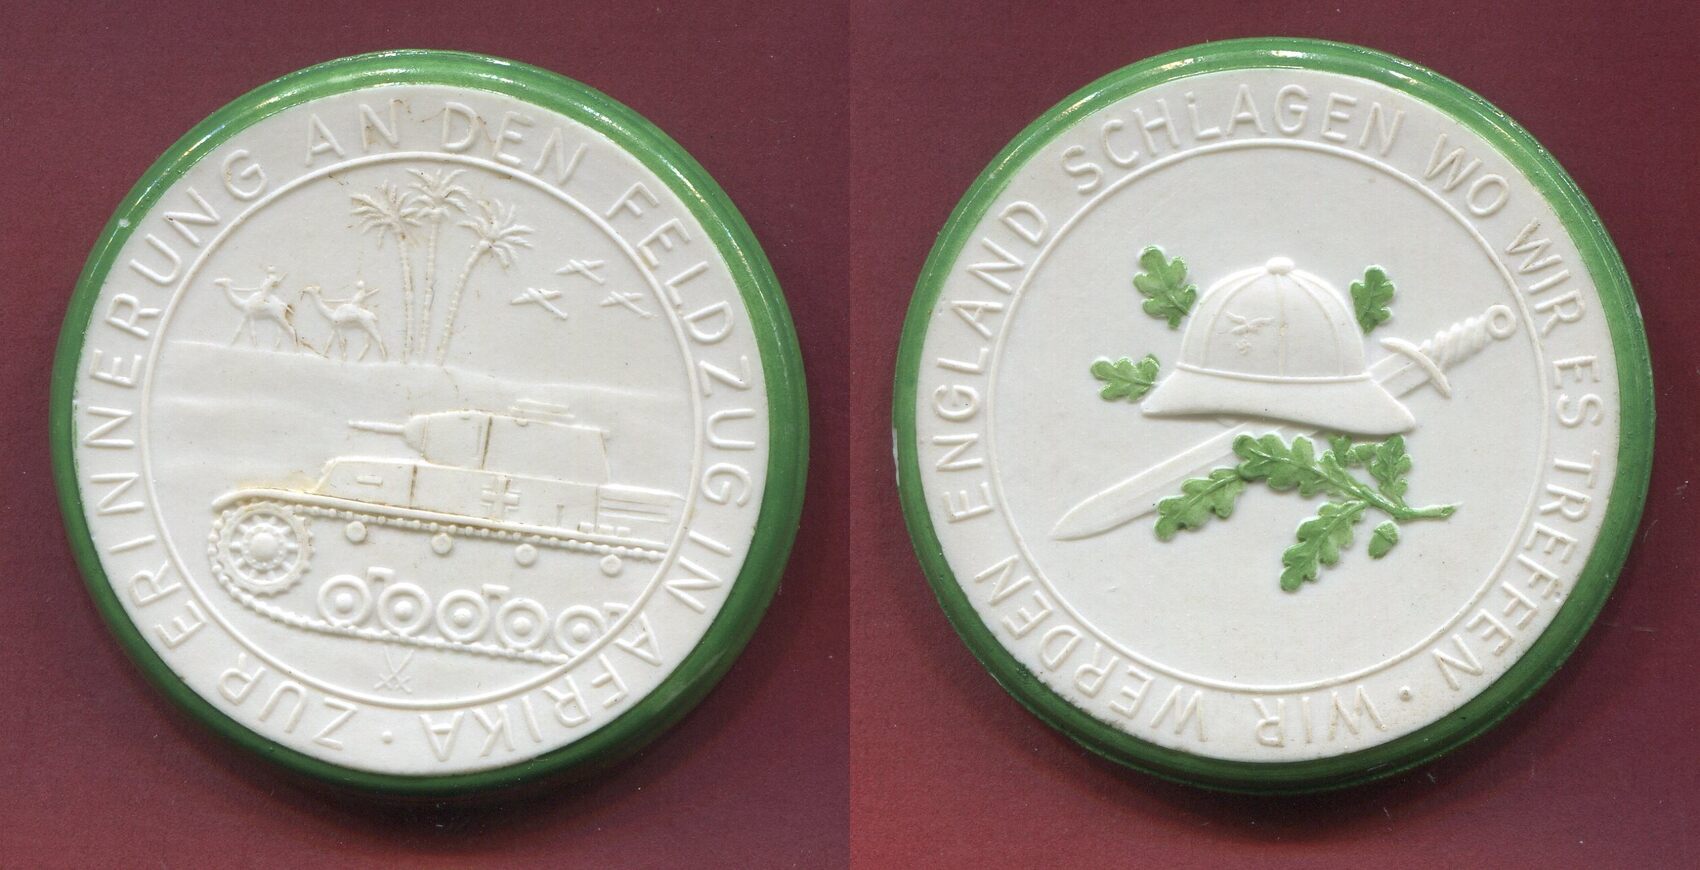 ZUR ERINNERUNG AN DEN FELDZUG IN AFRIKA ·
WIR WERDEN ENGLAND SCHLAGEN WO WIR ES TREFFEN ·